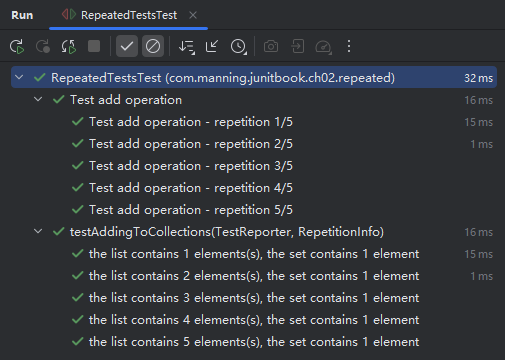 Run RepeatedTestsTest
RepeatedTestsTest (com.manning.junitbook.ch02.repeated) 32 ms
Test add operation 16 ms
Test add operation - repetition 1/5 15 ms
Test add operation - repetition 2/5 1 ms
Test add operation - repetition 3/5
Test add operation - repetition 4/5
Test add operation - repetition 5/5
testAddingToCollections(TestReporter, RepetitionInfo) 16 ms
the list contains 1 elements(s), the set contains 1 element 15 ms
the list contains 2 elements(s), the set contains 1 element 1 ms
the list contains 3 elements(s), the set contains 1 element
the list contains 4 elements(s), the set contains 1 element
the list contains 5 elements(s), the set contains 1 element